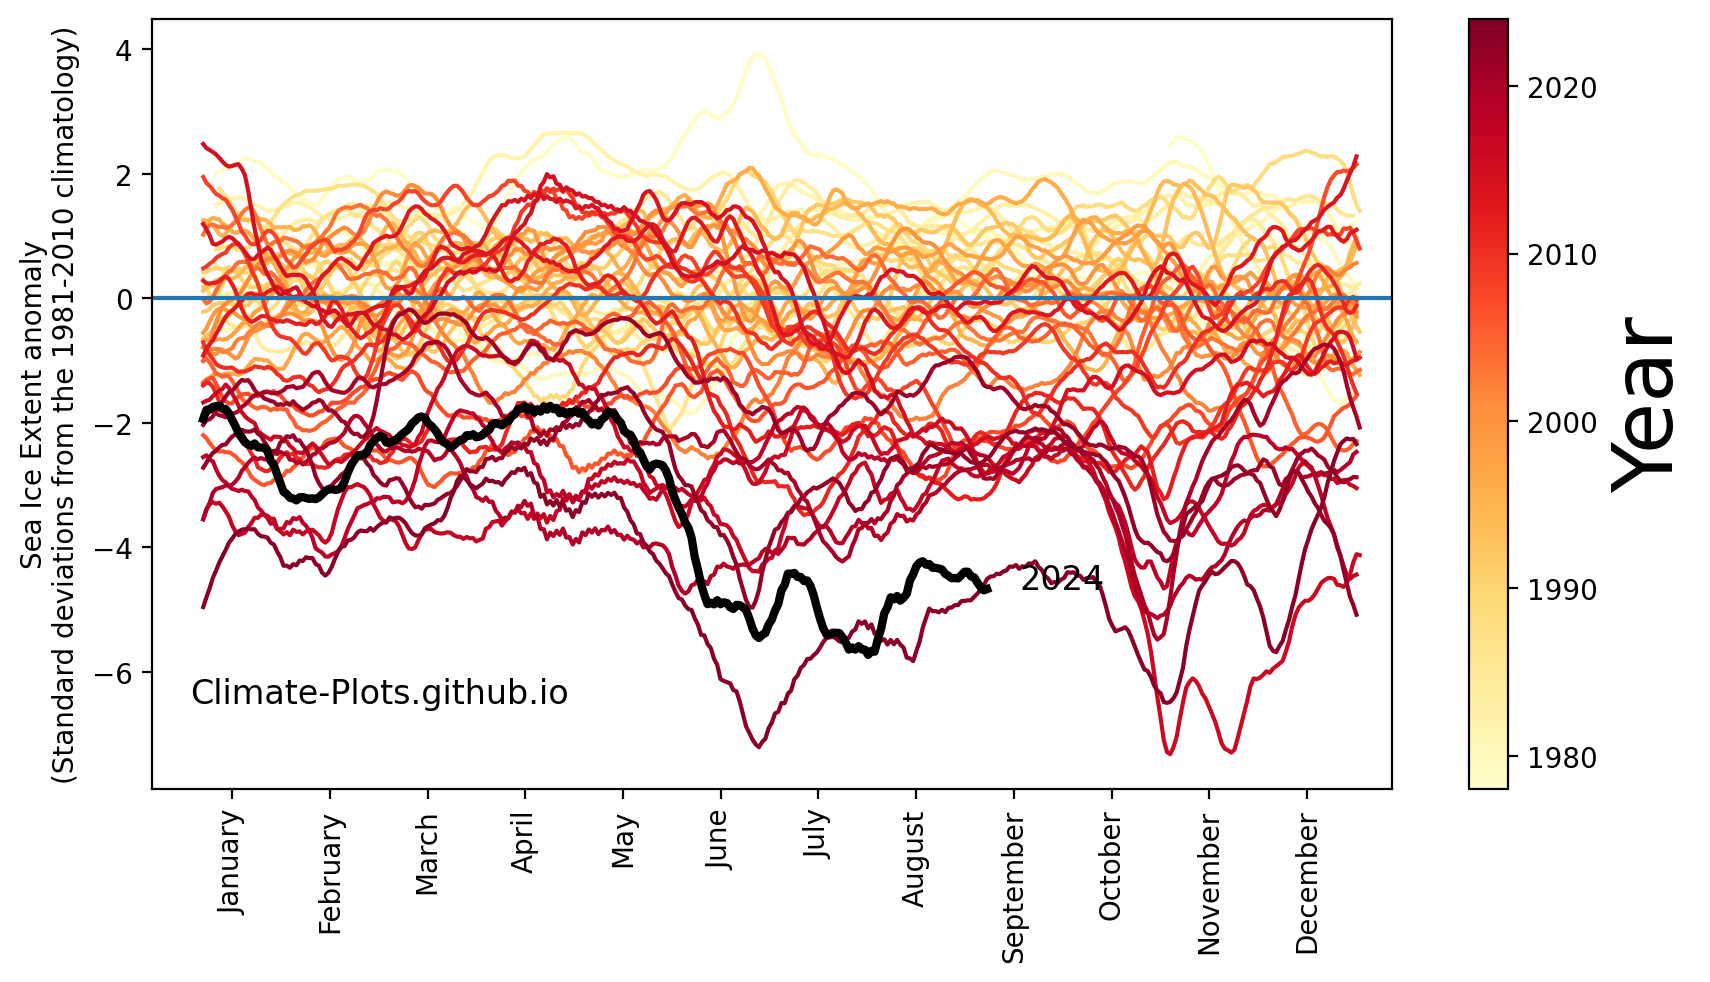 Sea Ice Extent anomaly
(Standard deviations from the 1981-2010 climatology)
4
2
0
−2
−4
−6
2024
Climate-Plots.github.io
January
February
March
April
May
June
July
August
September
October
November
December
2020
2010
2000
1990
1980
Year